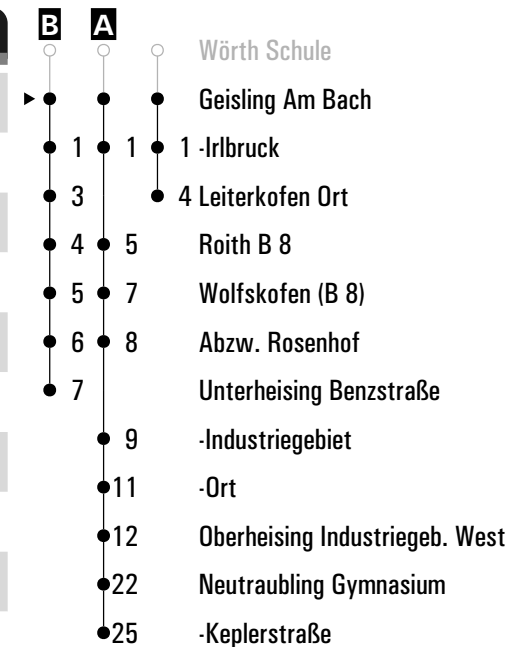 B A
Wörth Schule
Geisling Am Bach
1 1 1 -Irlbruck
3 4 Leiterkofen Ort
4 5 Roith B 8
5 7 Wolfskofen (B 8)
6 8 Abzw. Rosenhof
7 Unterheising Benzstraße
9 -Industriegebiet
11 -Ort
12 Oberheising Industriegeb. West
22 Neutraubling Gymnasium
25 -Keplerstraße